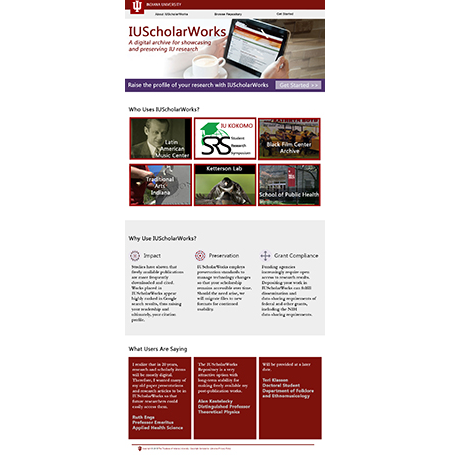 INDIANA UNIVERSITY
About IUScholarWorks Browse Repository Get Started
IUScholarWorks
A digital archive for showcasing
and preserving IU research
Raise the profile of your research with IUScholarWorks Get Started >>
Who Uses IUScholarWorks?
Latin
American
Music Center
IU KOKOMO
SRS
Student
Research
Symposium
Black Film Center
Archive
Traditional
Arts
Indiana
Ketterson Lab
School of Public Health
Why Use IUScholarWorks?
Impact
Studies have shown that
freely available publications
are more frequently
downloaded and cited.
Works placed in
IUScholarWorks appear
highly ranked in Google
search results, thus raising
your readership and
ultimately, your citation
profile.
Preservation
IUScholarWorks employs
preservation standards to
manage technology changes
so that your scholarship
remains accessible over time.
Should the need arise, we
will migrate files to new
formats for continued
usability.
Grant Compliance
Funding agencies
increasingly require open
access to research results.
Depositing your work in
IUScholarWorks can fulfill
dissemination and
data sharing requirements of
federal and other grants,
including the NIH
data sharing requirements.
What Users Are Saying
I realize that in 20 years,
research and scholarly items
will be mostly digital.
Therefore, I wanted many of
my old paper presentations
and research articles to be in
IUScholarWorks so that
future researchers could
easily access them.
Ruth Engs
Professor Emeritus
Applied Health Science
The IUScholarWorks
Repository is a very
attractive option with
long-term stability for
making freely available my
post-publication works.
Alan Kostelecky
Distinguished Professor
Theoretical Physics
Will be provided at a later
date.
Teri Klassen
Doctoral Student
Department of Folklore
and Ethnomusicology